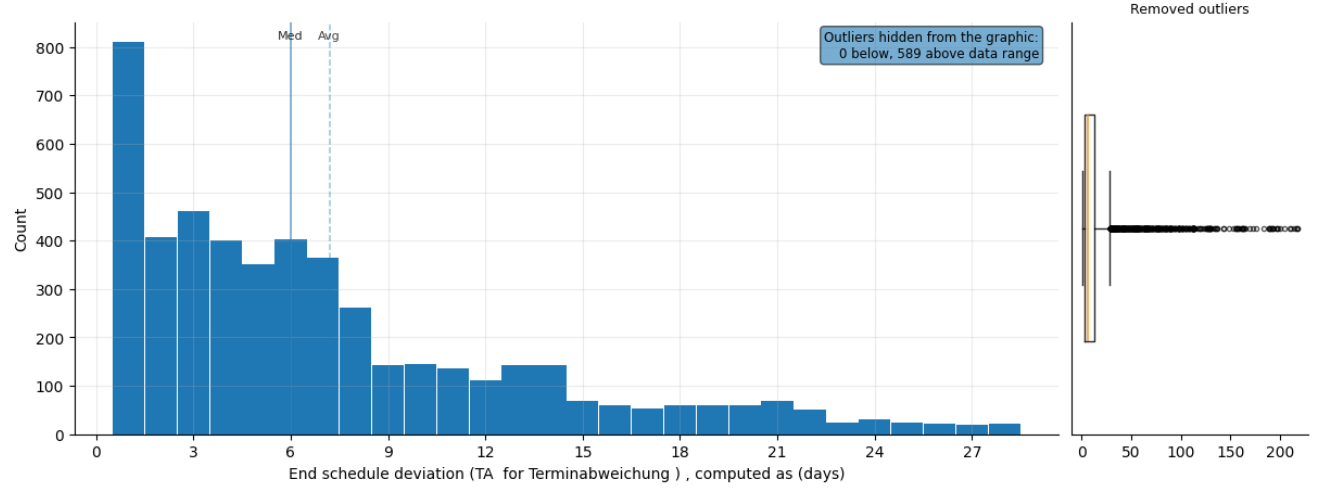 Removed outliers
Med Avg
Outliers hidden from the graphic:
0 below, 589 above data range
800
700
600
500
400
300
200
100
0
Count
0 3 6 9 12 15 18 21 24 27
End schedule deviation (TA  for Terminabweichung ) , computed as (days)
0 50 100 150 200